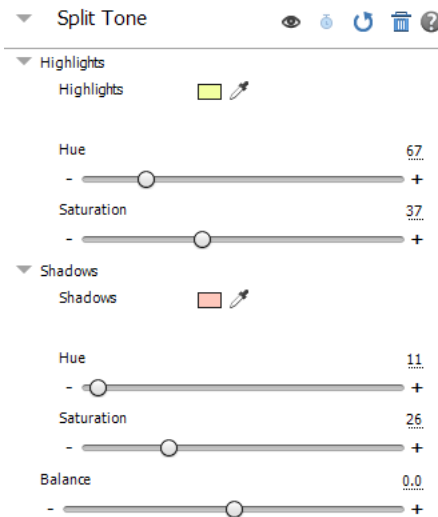 Split Tone
Highlights
Highlights
Hue 67
- +
Saturation 37
- +
Shadows
Shadows
Hue 11
- +
Saturation 26
- +
Balance 0.0
- +